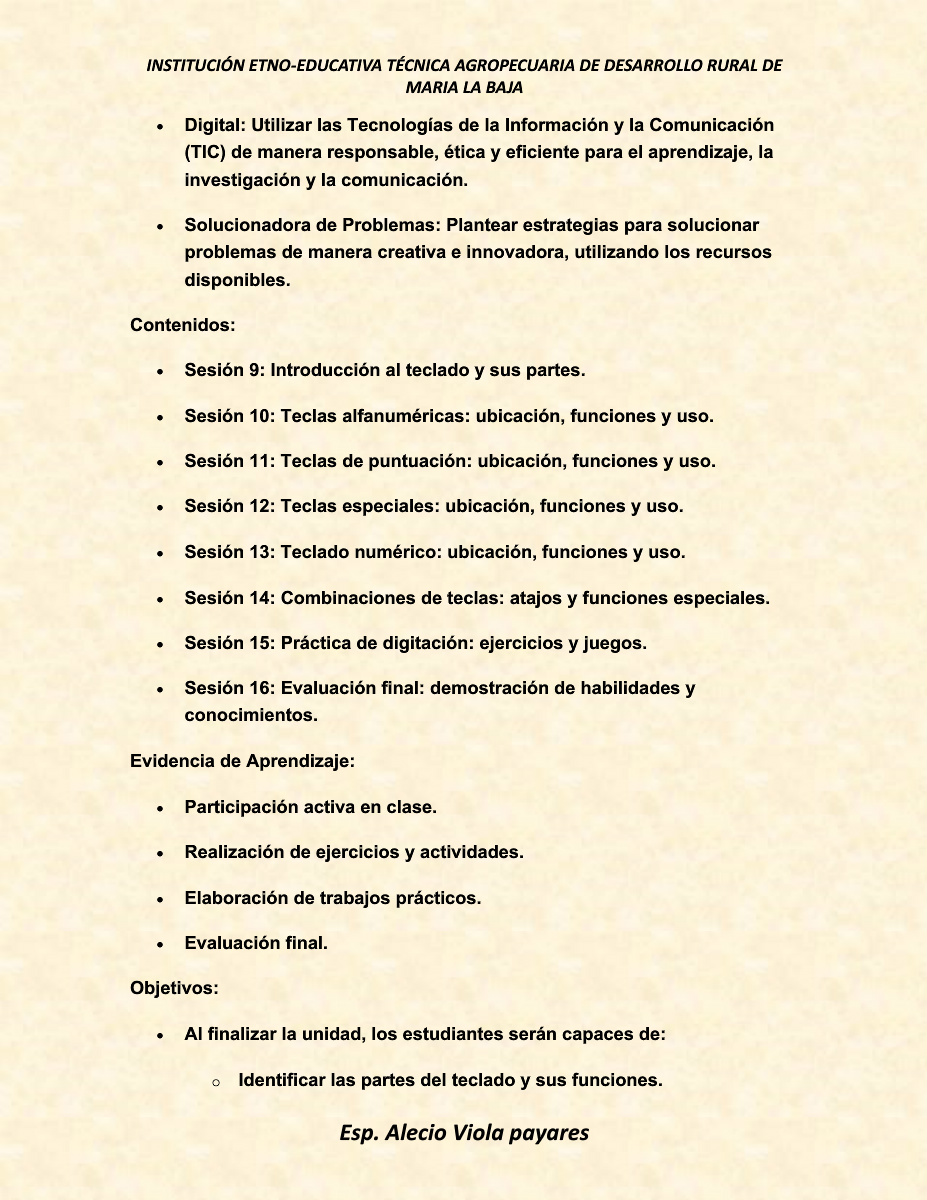 INSTITUCIÓN ETNO-EDUCATIVA TÉCNICA AGROPECUARIA DE DESARROLLO RURAL DE
MARIA LA BAJA
• Digital: Utilizar las Tecnologías de la Información y la Comunicación
(TIC) de manera responsable, ética y eficiente para el aprendizaje, la
investigación y la comunicación.
• Solucionadora de Problemas: Plantear estrategias para solucionar
problemas de manera creativa e innovadora, utilizando los recursos
disponibles.
Contenidos:
• Sesión 9: Introducción al teclado y sus partes.
• Sesión 10: Teclas alfanuméricas: ubicación, funciones y uso.
• Sesión 11: Teclas de puntuación: ubicación, funciones y uso.
• Sesión 12: Teclas especiales: ubicación, funciones y uso.
• Sesión 13: Teclado numérico: ubicación, funciones y uso.
• Sesión 14: Combinaciones de teclas: atajos y funciones especiales.
• Sesión 15: Práctica de digitación: ejercicios y juegos.
• Sesión 16: Evaluación final: demostración de habilidades y
conocimientos.
Evidencia de Aprendizaje:
• Participación activa en clase.
• Realización de ejercicios y actividades.
• Elaboración de trabajos prácticos.
• Evaluación final.
Objetivos:
• Al finalizar la unidad, los estudiantes serán capaces de:
○ Identificar las partes del teclado y sus funciones.
Esp. Alecio Viola payares